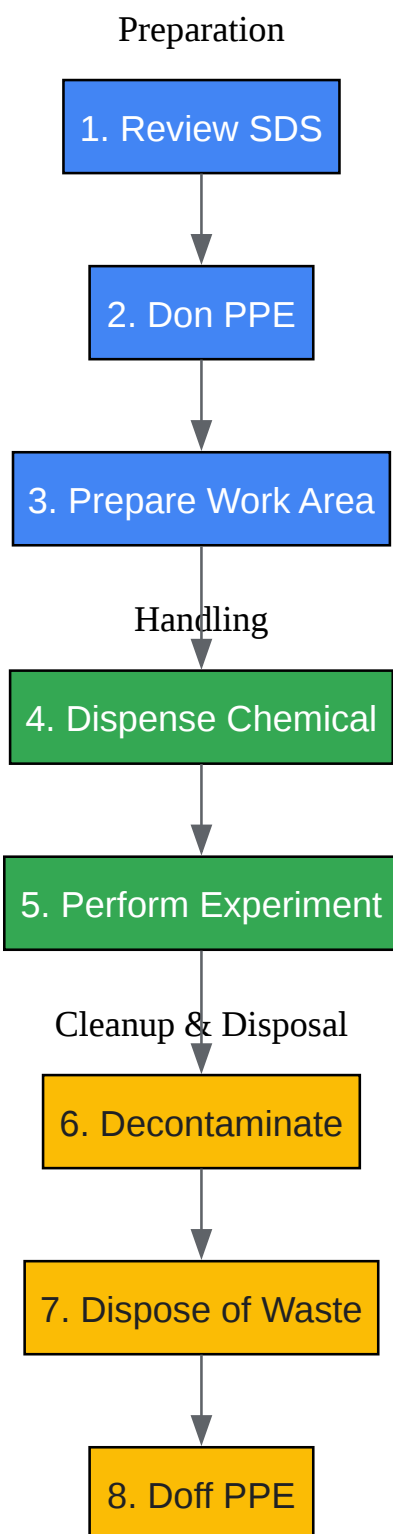 Preparation
1. Review SDS
2. Don PPE
3. Prepare Work Area
Handling
4. Dispense Chemical
5. Perform Experiment
Cleanup & Disposal
6. Decontaminate
7. Dispose of Waste
8. Doff PPE